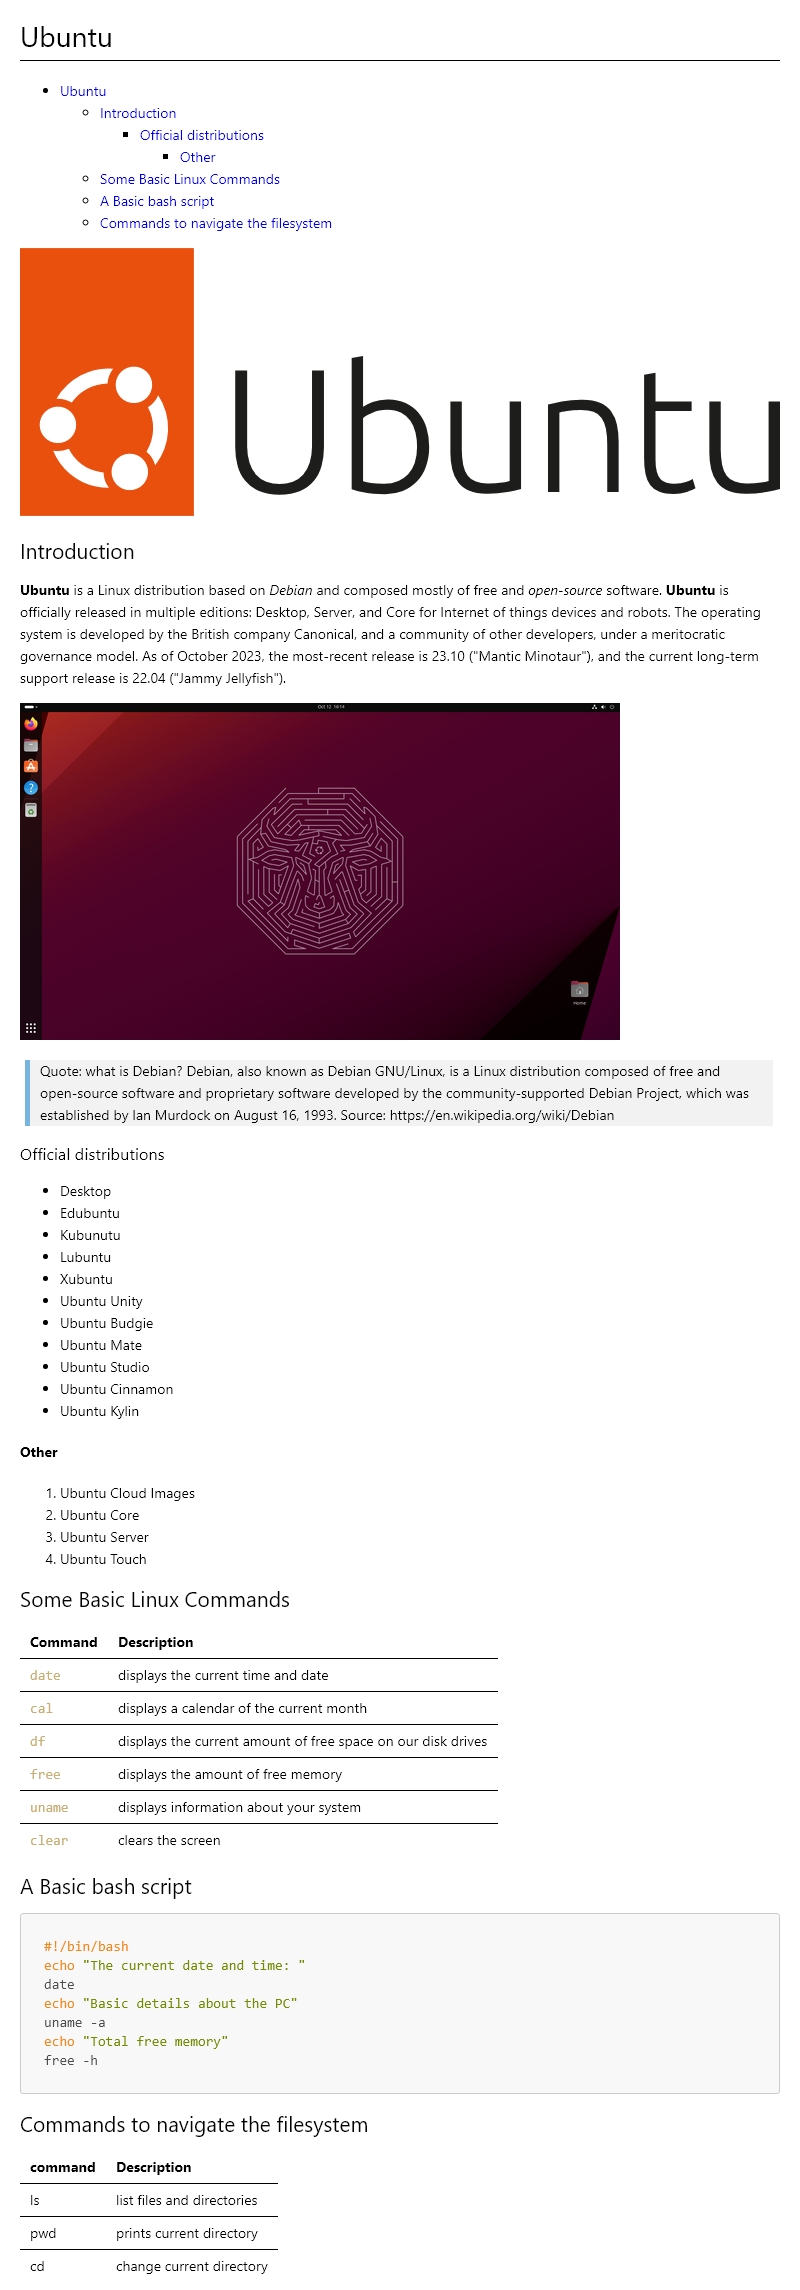 Ubuntu
Ubuntu
Introduction
Official distributions
Other
Some Basic Linux Commands
A Basic bash script
Commands to navigate the filesystem
Ubuntu
Introduction
Ubuntu is a Linux distribution based on Debian and composed mostly of free and open-source software. Ubuntu is
officially released in multiple editions: Desktop, Server, and Core for Internet of things devices and robots. The operating
system is developed by the British company Canonical, and a community of other developers, under a meritocratic
governance model. As of October 2023, the most-recent release is 23.10 ("Mantic Minotaur"), and the current long-term
support release is 22.04 ("Jammy Jellyfish").
Oct 12 14:14
Home
Quote: what is Debian? Debian, also known as Debian GNU/Linux, is a Linux distribution composed of free and
open-source software and proprietary software developed by the community-supported Debian Project, which was
established by Ian Murdock on August 16, 1993. Source: https://en.wikipedia.org/wiki/Debian
Official distributions
Desktop
Edubuntu
Kubunutu
Lubuntu
Xubuntu
Ubuntu Unity
Ubuntu Budgie
Ubuntu Mate
Ubuntu Studio
Ubuntu Cinnamon
Ubuntu Kylin
Other
1. Ubuntu Cloud Images
2. Ubuntu Core
3. Ubuntu Server
4. Ubuntu Touch
Some Basic Linux Commands
Command Description
date displays the current time and date
cal displays a calendar of the current month
df displays the current amount of free space on our disk drives
free displays the amount of free memory
uname displays information about your system
clear clears the screen
A Basic bash script
#!/bin/bash
echo "The current date and time: "
date
echo "Basic details about the PC"
uname -a
echo "Total free memory"
free -h
Commands to navigate the filesystem
command Description
ls list files and directories
pwd prints current directory
cd change current directory